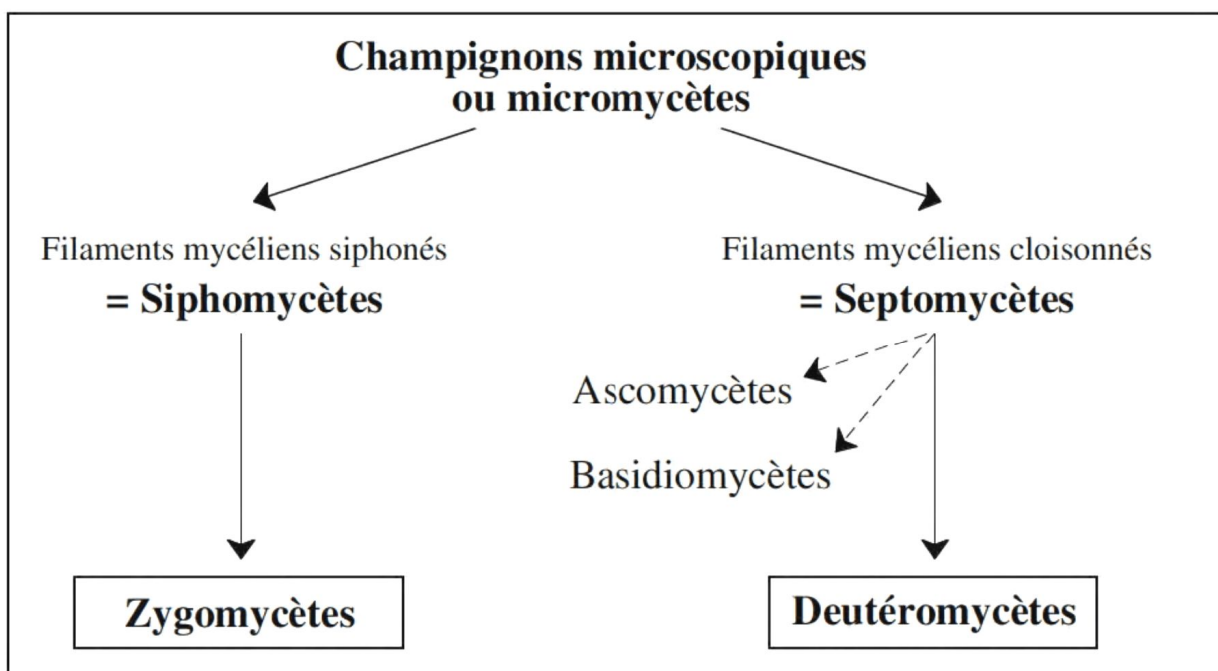 Champignons microscopiques
ou micromycètes
Filaments mycéliens siphonés
= Siphomycètes
Filaments mycéliens cloisonnés
= Septomycètes
Ascomycètes
Basidiomycètes
Zygomycètes
Deutéromycètes